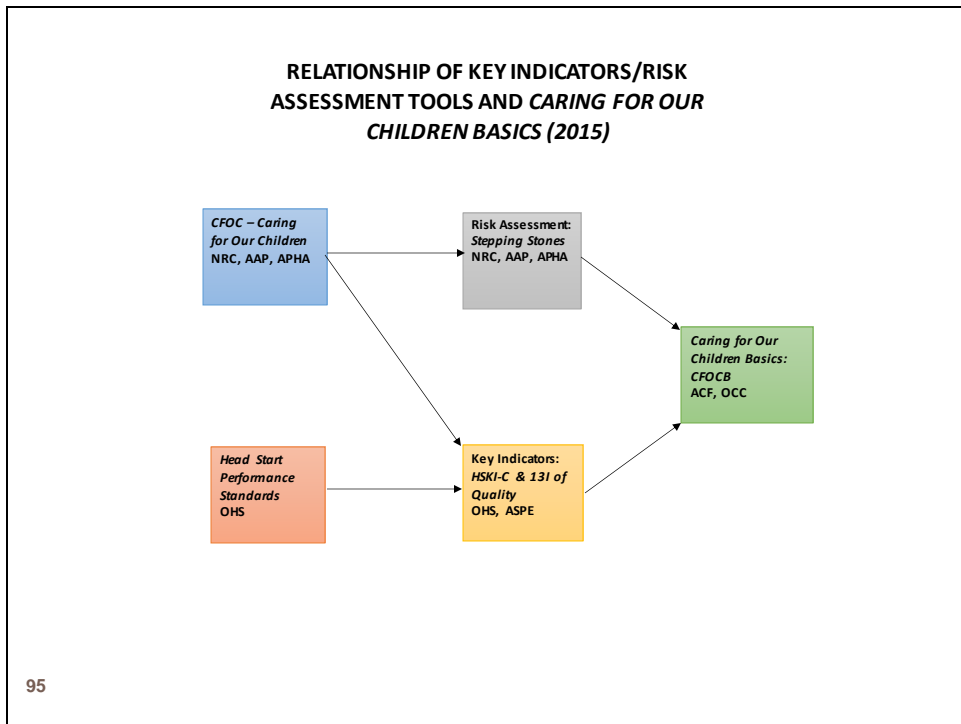 RELATIONSHIP OF KEY INDICATORS/RISK
ASSESSMENT TOOLS AND CARING FOR OUR
CHILDREN BASICS (2015)
CFOC – Caring
for Our Children
NRC, AAP, APHA
Risk Assessment:
Stepping Stones
NRC, AAP, APHA
Caring for Our
Children Basics:
CFOCB
ACF, OCC
Head Start
Performance
Standards
OHS
Key Indicators:
HSKI-C & 13I of
Quality
OHS, ASPE
95